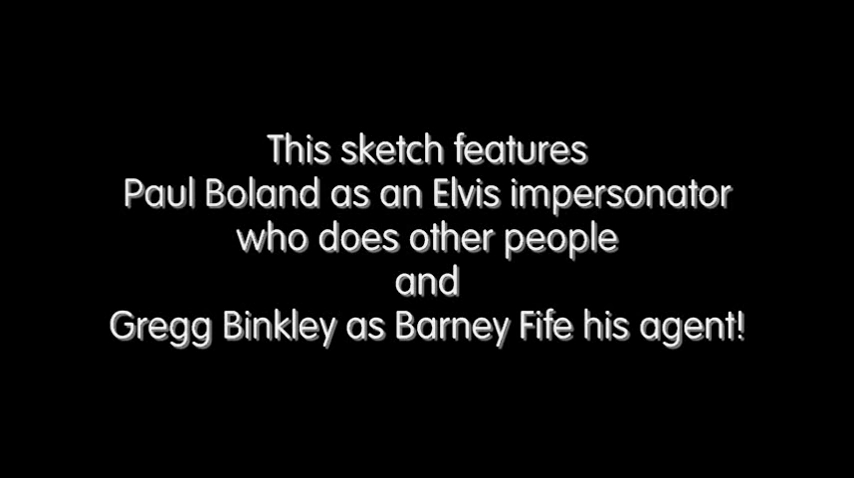 This sketch features
Paul Boland as an Elvis impersonator
who does other people
and
Gregg Binkley as Barney Fife his agent!